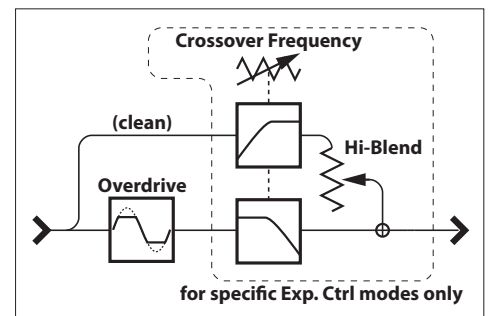 Crossover Frequency
(clean)
Hi-Blend
Overdrive
for specific Exp. Ctrl modes only